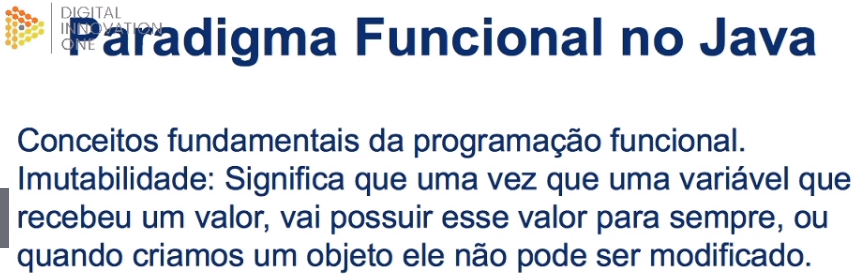 DIGITAL
INNOVATION
ONE
Paradigma Funcional no Java
Conceitos fundamentais da programação funcional.
Imutabilidade: Significa que uma vez que uma variável que
recebeu um valor, vai possuir esse valor para sempre, ou
quando criamos um objeto ele não pode ser modificado.